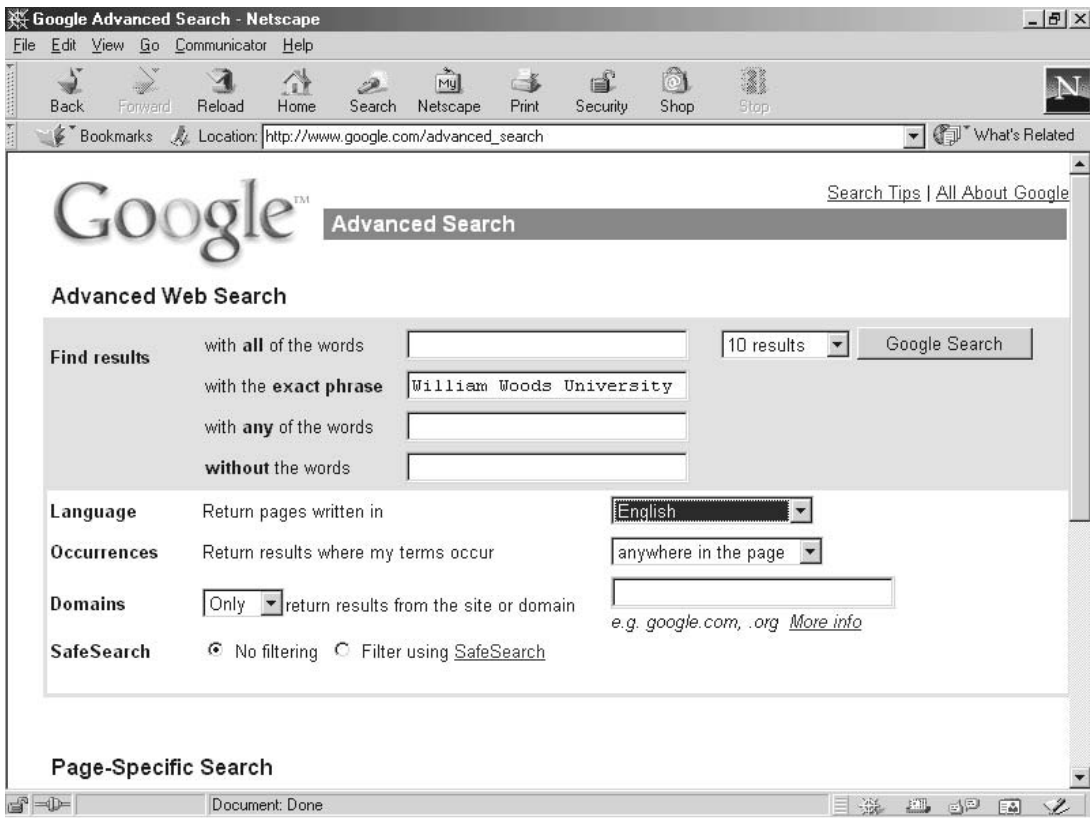 Google Advanced Search - Netscape
File Edit View Go Communicator Help
Back Forward Reload Home Search Netscape Print Security Shop Stop
My
N
Bookmarks Location: http://www.google.com/advanced_search What's Related
Search Tips | All About Google
Google™
Advanced Search
Advanced Web Search
Find results with all of the words 10 results Google Search
with the exact phrase William Woods University
with any of the words
without the words
Language Return pages written in English
Occurrences Return results where my terms occur anywhere in the page
Domains Only return results from the site or domain
e.g. google.com, .org More info
SafeSearch No filtering Filter using SafeSearch
Page-Specific Search
Document: Done